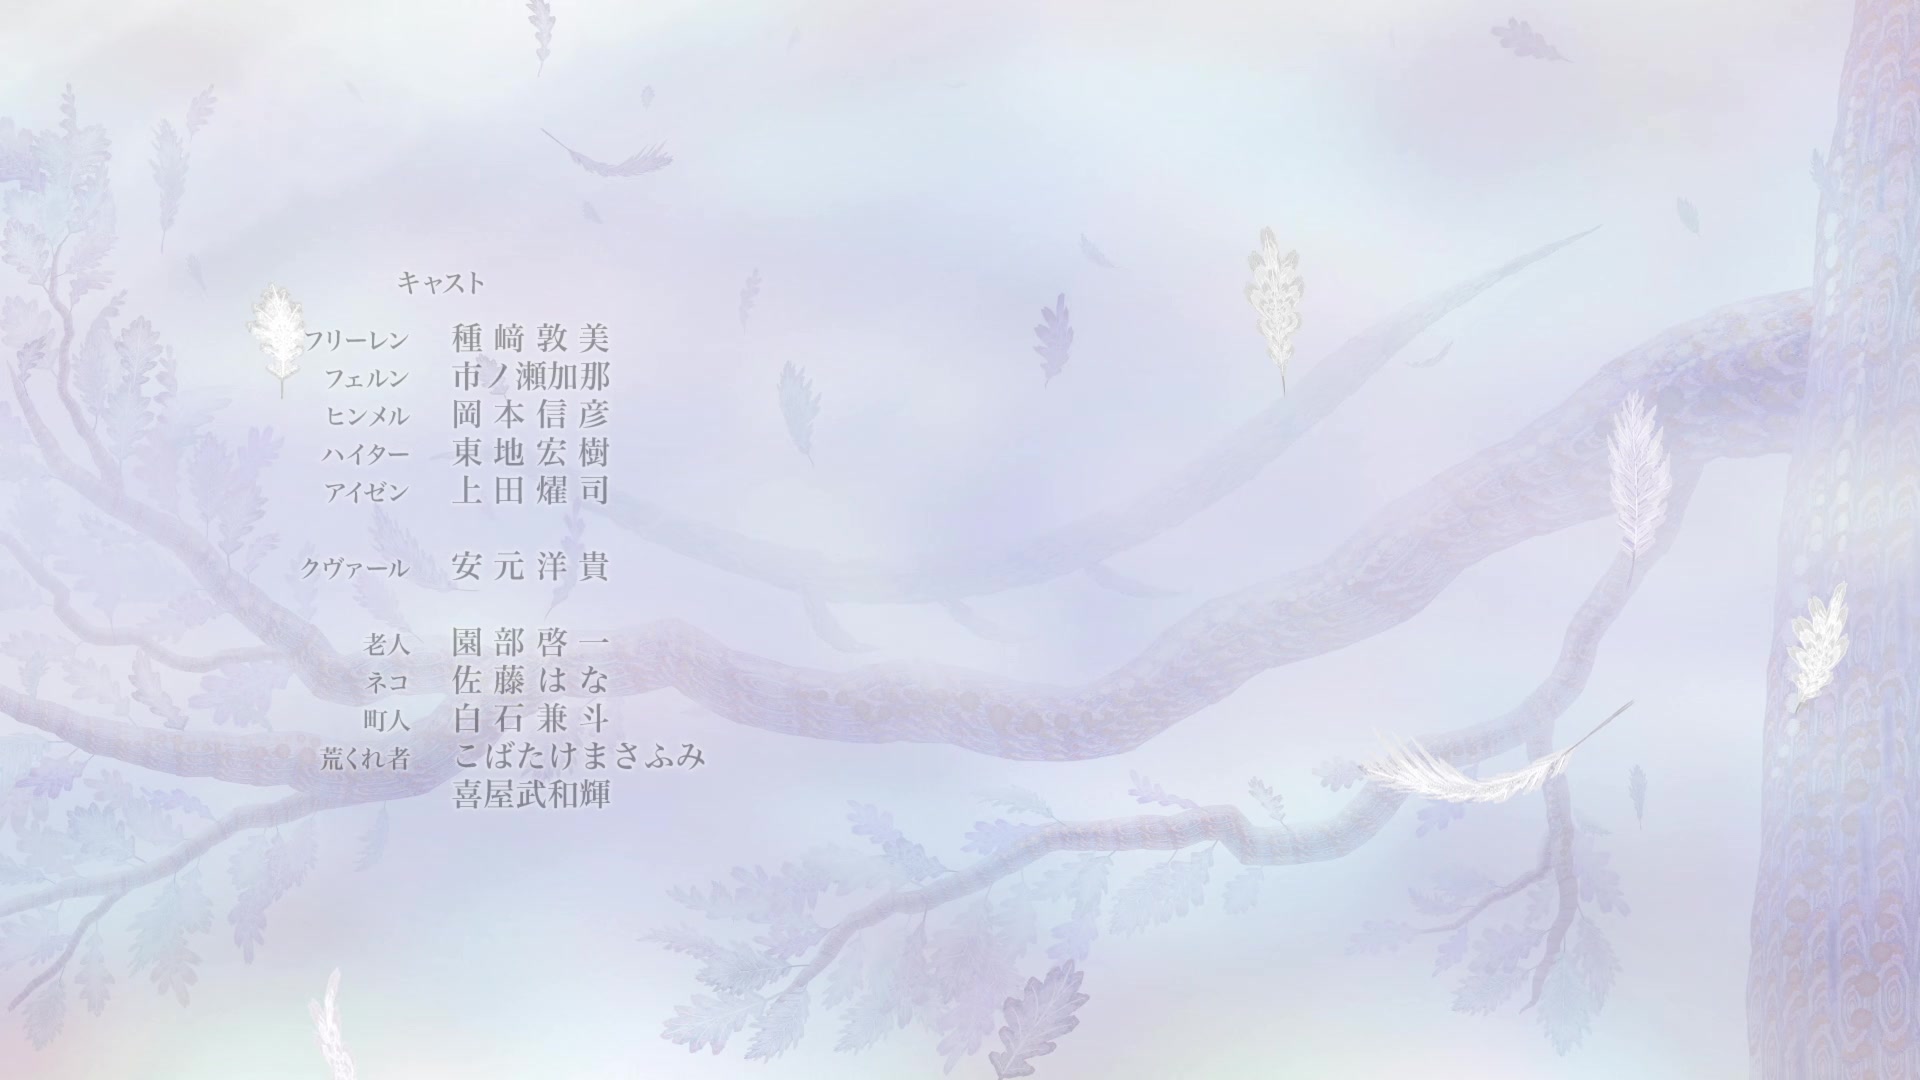 キャスト
フリーレン 種﨑敦美
フェルン 市ノ瀬加那
ヒンメル 岡本信彦
ハイター 東地宏樹
アイゼン 上田燿司
クヴァール 安元洋貴
老人 園部啓一
ネコ 佐藤はな
町人 白石兼斗
荒くれ者 こばたけまさふみ
喜屋武和輝